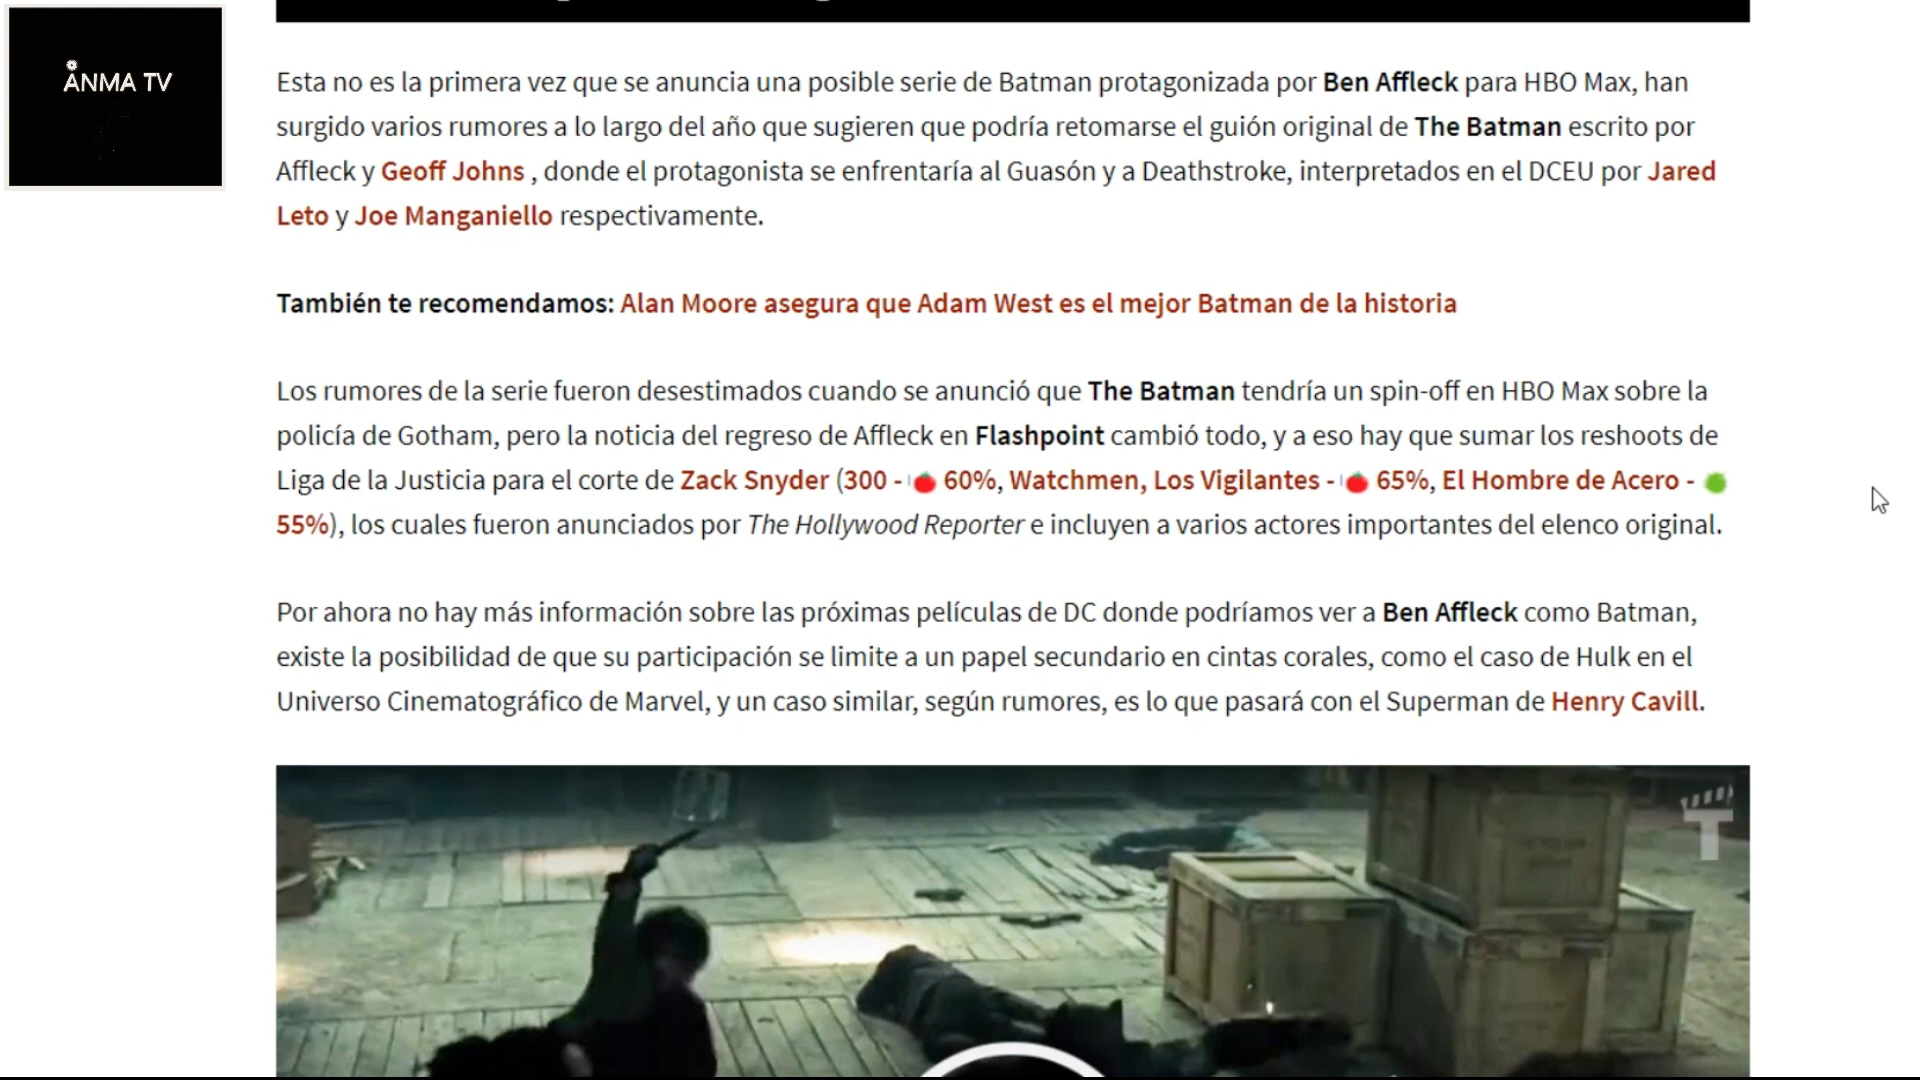 ANMA TV
Esta no es la primera vez que se anuncia una posible serie de Batman protagonizada por Ben Affleck para HBO Max, han
surgido varios rumores a lo largo del año que sugieren que podría retomarse el guión original de The Batman escrito por
Affleck y Geoff Johns , donde el protagonista se enfrentaría al Guasón y a Deathstroke, interpretados en el DCEU por Jared
Leto y Joe Manganiello respectivamente.
También te recomendamos: Alan Moore asegura que Adam West es el mejor Batman de la historia
Los rumores de la serie fueron desestimados cuando se anunció que The Batman tendría un spin-off en HBO Max sobre la
policía de Gotham, pero la noticia del regreso de Affleck en Flashpoint cambió todo, y a eso hay que sumar los reshoots de
Liga de la Justicia para el corte de Zack Snyder (300 - 🍅 60%, Watchmen, Los Vigilantes - 🍅 65%, El Hombre de Acero -
55%), los cuales fueron anunciados por The Hollywood Reporter e incluyen a varios actores importantes del elenco original.
Por ahora no hay más información sobre las próximas películas de DC donde podríamos ver a Ben Affleck como Batman,
existe la posibilidad de que su participación se limite a un papel secundario en cintas corales, como el caso de Hulk en el
Universo Cinematográfico de Marvel, y un caso similar, según rumores, es lo que pasará con el Superman de Henry Cavill.
T